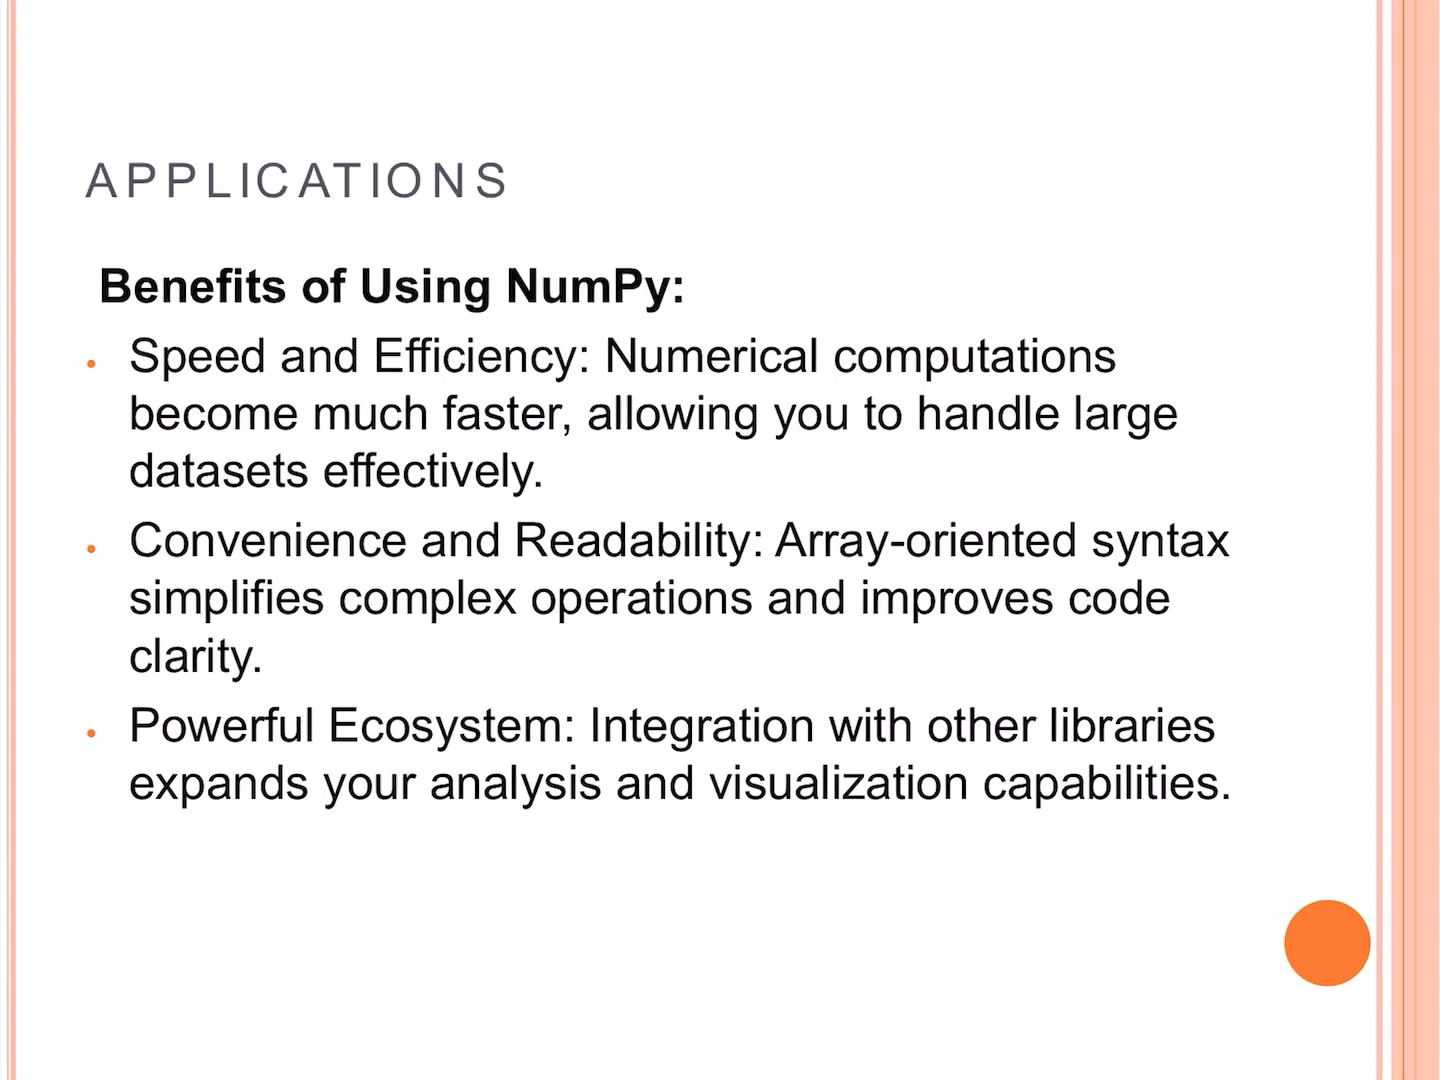 APPLICATIONS
Benefits of Using NumPy:
• Speed and Efficiency: Numerical computations
become much faster, allowing you to handle large
datasets effectively.
• Convenience and Readability: Array-oriented syntax
simplifies complex operations and improves code
clarity.
• Powerful Ecosystem: Integration with other libraries
expands your analysis and visualization capabilities.